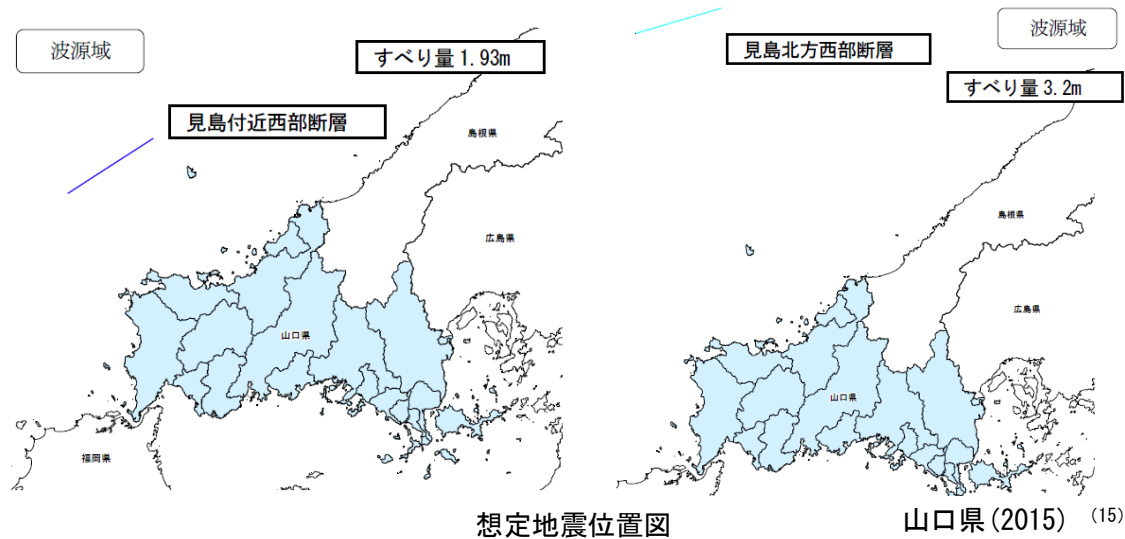 波源域
すべり量1.93m
見島付近西部断層
島根県
広島県
山口県
福岡県
波源域
見島北方西部断層
すべり量3.2m
島根県
広島県
山口県
想定地震位置図
山口県(2015) (15)